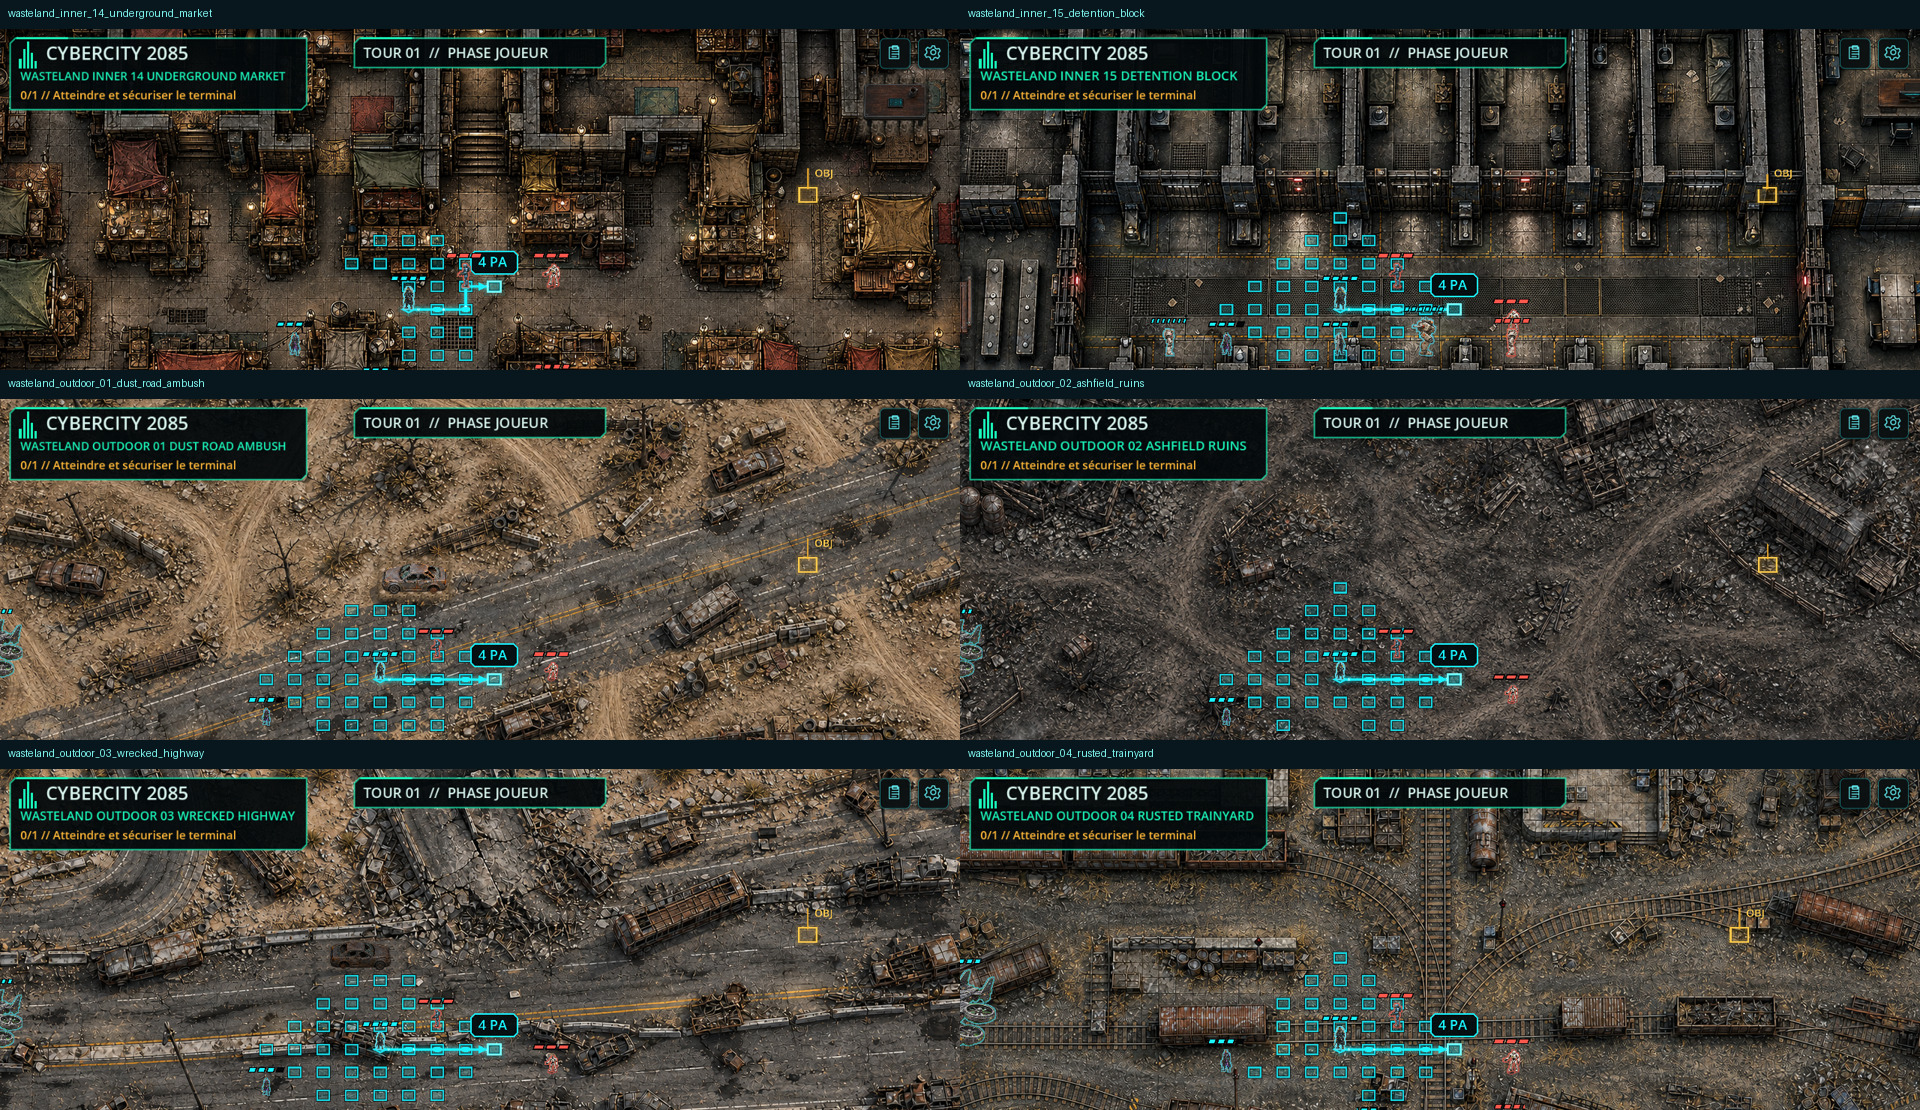 wasteland_inner_14_underground_market
CYBERCITY 2085
WASTELAND INNER 14 UNDERGROUND MARKET
0/1 // Atteindre et sécuriser le terminal
TOUR 01 // PHASE JOUEUR
OBJ
4 PA
wasteland_inner_15_detention_block
CYBERCITY 2085
WASTELAND INNER 15 DETENTION BLOCK
0/1 // Atteindre et sécuriser le terminal
TOUR 01 // PHASE JOUEUR
OBJ
4 PA
wasteland_outdoor_01_dust_road_ambush
CYBERCITY 2085
WASTELAND OUTDOOR 01 DUST ROAD AMBUSH
0/1 // Atteindre et sécuriser le terminal
TOUR 01 // PHASE JOUEUR
OBJ
4 PA
wasteland_outdoor_02_ashfield_ruins
CYBERCITY 2085
WASTELAND OUTDOOR 02 ASHFIELD RUINS
0/1 // Atteindre et sécuriser le terminal
TOUR 01 // PHASE JOUEUR
4 PA
wasteland_outdoor_03_wrecked_highway
CYBERCITY 2085
WASTELAND OUTDOOR 03 WRECKED HIGHWAY
0/1 // Atteindre et sécuriser le terminal
TOUR 01 // PHASE JOUEUR
OBJ
4 PA
wasteland_outdoor_04_rusted_trainyard
CYBERCITY 2085
WASTELAND OUTDOOR 04 RUSTED TRAINYARD
0/1 // Atteindre et sécuriser le terminal
TOUR 01 // PHASE JOUEUR
OBJ
4 PA